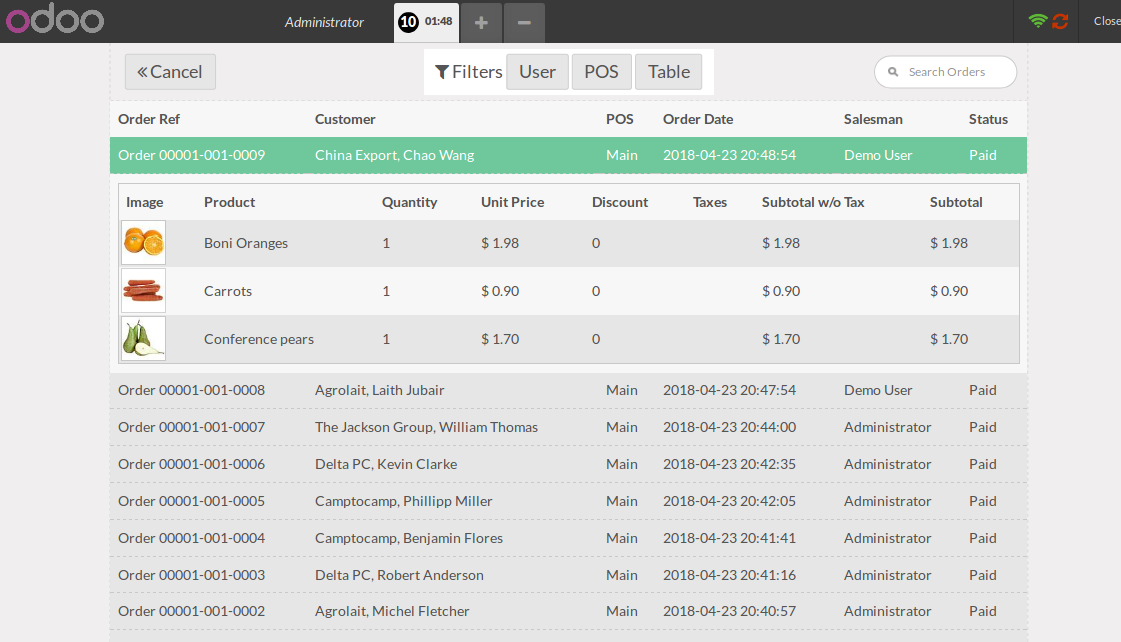 odoo Administrator 10 01:48 + − Close
« Cancel Filters User POS Table Search Orders
Order Ref Customer POS Order Date Salesman Status
Order 00001-001-0009 China Export, Chao Wang Main 2018-04-23 20:48:54 Demo User Paid
Image Product Quantity Unit Price Discount Taxes Subtotal w/o Tax Subtotal
Boni Oranges 1 $ 1.98 0 $ 1.98 $ 1.98
Carrots 1 $ 0.90 0 $ 0.90 $ 0.90
Conference pears 1 $ 1.70 0 $ 1.70 $ 1.70
Order 00001-001-0008 Agrolait, Laith Jubair Main 2018-04-23 20:47:54 Demo User Paid
Order 00001-001-0007 The Jackson Group, William Thomas Main 2018-04-23 20:44:00 Administrator Paid
Order 00001-001-0006 Delta PC, Kevin Clarke Main 2018-04-23 20:42:35 Administrator Paid
Order 00001-001-0005 Camptocamp, Phillipp Miller Main 2018-04-23 20:42:05 Administrator Paid
Order 00001-001-0004 Camptocamp, Benjamin Flores Main 2018-04-23 20:41:41 Administrator Paid
Order 00001-001-0003 Delta PC, Robert Anderson Main 2018-04-23 20:41:16 Administrator Paid
Order 00001-001-0002 Agrolait, Michel Fletcher Main 2018-04-23 20:40:57 Administrator Paid